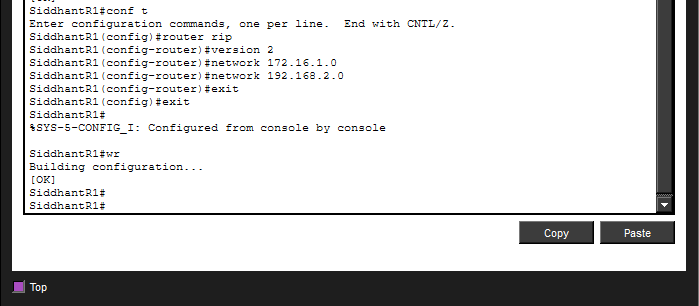 [OK]
SiddhantR1#conf t
Enter configuration commands, one per line.  End with CNTL/Z.
SiddhantR1(config)#router rip
SiddhantR1(config-router)#version 2
SiddhantR1(config-router)#network 172.16.1.0
SiddhantR1(config-router)#network 192.168.2.0
SiddhantR1(config-router)#exit
SiddhantR1(config)#exit
SiddhantR1#
%SYS-5-CONFIG_I: Configured from console by console
SiddhantR1#wr
Building configuration...
[OK]
SiddhantR1#
SiddhantR1#
Copy
Paste
Top